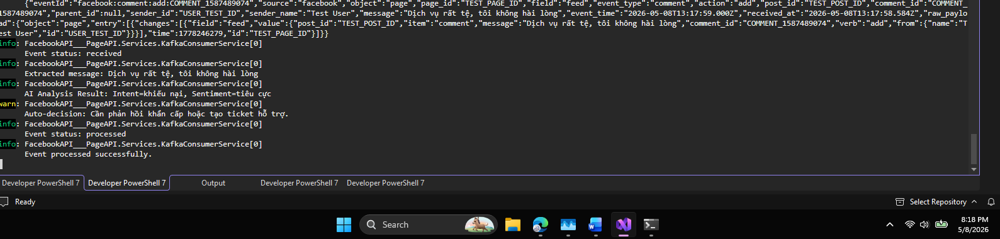 {"eventId":"facebook:comment:add:COMMENT_1587489074","source":"facebook","object":"page","page_id":"TEST_PAGE_ID","field":"feed","event_type":"comment","action":"add","post_id":"TEST_POST_ID","comment_id":"COMMENT_
1587489074","parent_id":null,"sender_id":"USER_TEST_ID","sender_name":"Test User","message":"Dịch vụ rất tệ, tôi không hài lòng","event_time":"2026-05-08T13:17:59.000Z","received_at":"2026-05-08T13:17:58.584Z","raw_paylo
ad":{"object":"page","entry":[{"changes":[{"field":"feed","value":{"post_id":"TEST_POST_ID","item":"comment","message":"Dịch vụ rất tệ, tôi không hài lòng","comment_id":"COMMENT_1587489074","verb":"add","from":{"name":"T
est User","id":"USER_TEST_ID"}}}],"time":1778246279,"id":"TEST_PAGE_ID"}]}}
info: FacebookAPI___PageAPI.Services.KafkaConsumerService[0]
Event status: received
info: FacebookAPI___PageAPI.Services.KafkaConsumerService[0]
Extracted message: Dịch vụ rất tệ, tôi không hài lòng
info: FacebookAPI___PageAPI.Services.KafkaConsumerService[0]
AI Analysis Result: Intent=khiếu nại, Sentiment=tiêu cực
warn: FacebookAPI___PageAPI.Services.KafkaConsumerService[0]
Auto-decision: Cần phản hồi khẩn cấp hoặc tạo ticket hỗ trợ.
info: FacebookAPI___PageAPI.Services.KafkaConsumerService[0]
Event status: processed
info: FacebookAPI___PageAPI.Services.KafkaConsumerService[0]
Event processed successfully.
Developer PowerShell 7 Developer PowerShell 7 Output Developer PowerShell 7 Developer PowerShell 7
Ready Select Repository
Search 8:18 PM
5/8/2026